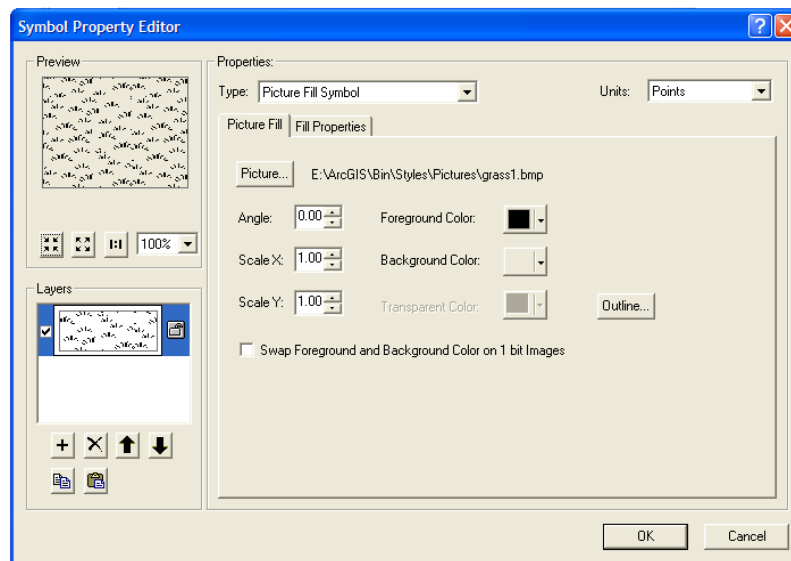 Symbol Property Editor
Preview
100%
1:1
Layers
Properties:
Type: Picture Fill Symbol
Units: Points
Picture Fill
Fill Properties
Picture... E:\ArcGIS\Bin\Styles\Pictures\grass1.bmp
Angle: 0.00 Foreground Color:
Scale X: 1.00 Background Color:
Scale Y: 1.00 Transparent Color: Outline...
Swap Foreground and Background Color on 1 bit Images
OK Cancel